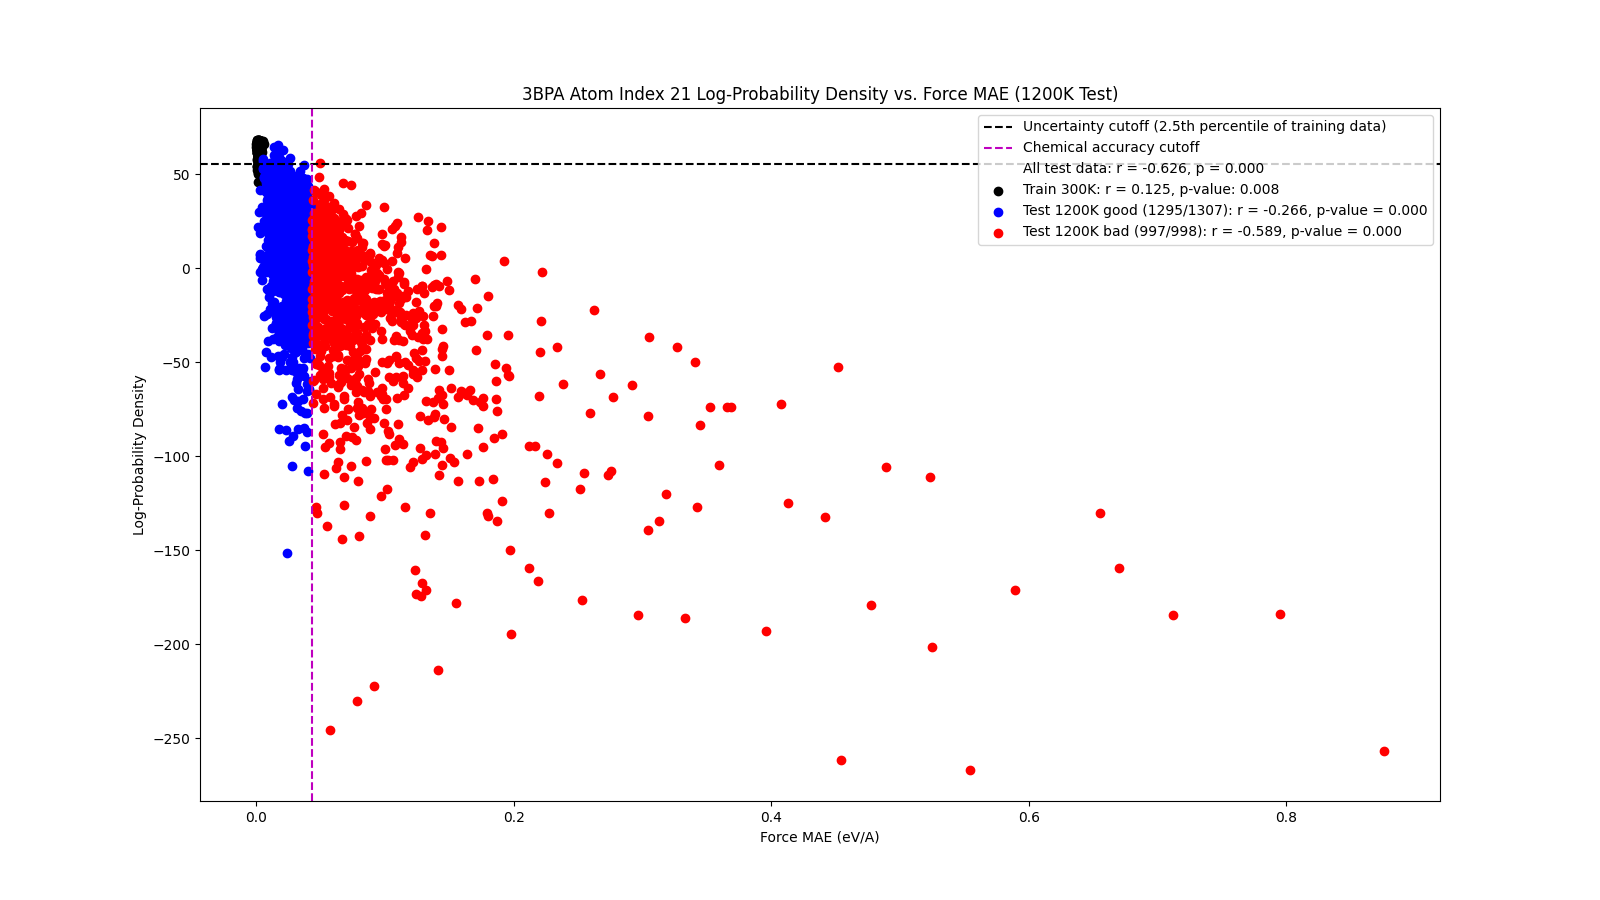 3BPA Atom Index 21 Log-Probability Density vs. Force MAE (1200K Test)
Uncertainty cutoff (2.5th percentile of training data)
Chemical accuracy cutoff
All test data: r = -0.626, p = 0.000
Train 300K: r = 0.125, p-value: 0.008
Test 1200K good (1295/1307): r = -0.266, p-value = 0.000
Test 1200K bad (997/998): r = -0.589, p-value = 0.000
Log-Probability Density
50
0
−50
−100
−150
−200
−250
0.0
0.2
0.4
0.6
0.8
Force MAE (eV/A)